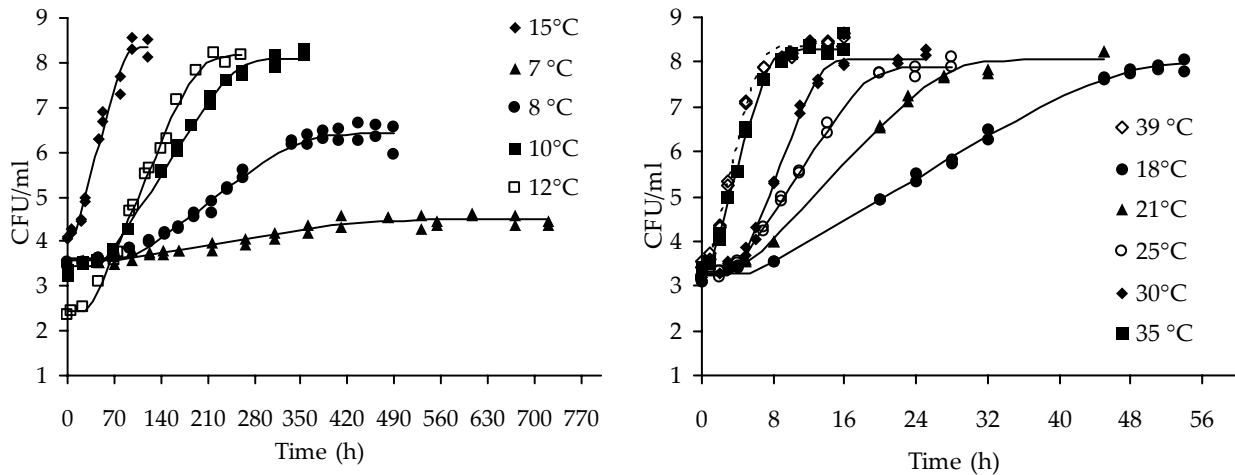 9
8
7
6
5
4
3
2
1
CFU/ml
0 70 140 210 280 350 420 490 560 630 700 770
Time (h)
15°C
7 °C
8 °C
10°C
12°C
9
8
7
6
5
4
3
2
1
CFU/ml
0 8 16 24 32 40 48 56
Time (h)
39 °C
18°C
21°C
25°C
30°C
35 °C